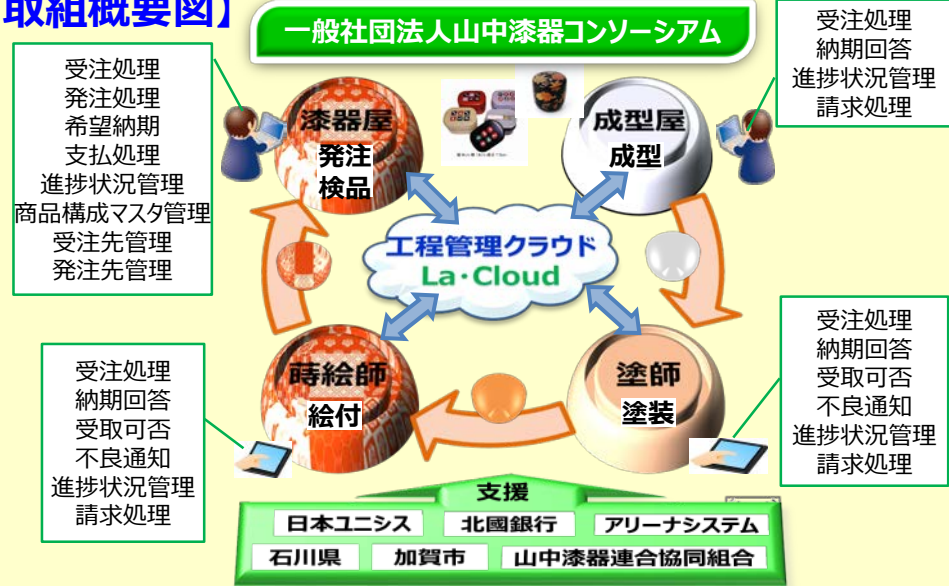 取組概要図】
一般社団法人山中漆器コンソーシアム
受注処理
発注処理
希望納期
支払処理
進捗状況管理
商品構成マスタ管理
受注先管理
発注先管理
漆器屋
発注
検品
成型屋
成型
受注処理
納期回答
進捗状況管理
請求処理
工程管理クラウド
La・Cloud
蒔絵師
絵付
塗師
塗装
受注処理
納期回答
受取可否
不良通知
進捗状況管理
請求処理
受注処理
納期回答
受取可否
不良通知
進捗状況管理
請求処理
支援
日本ユニシス
北國銀行
アリーナシステム
石川県
加賀市
山中漆器連合協同組合